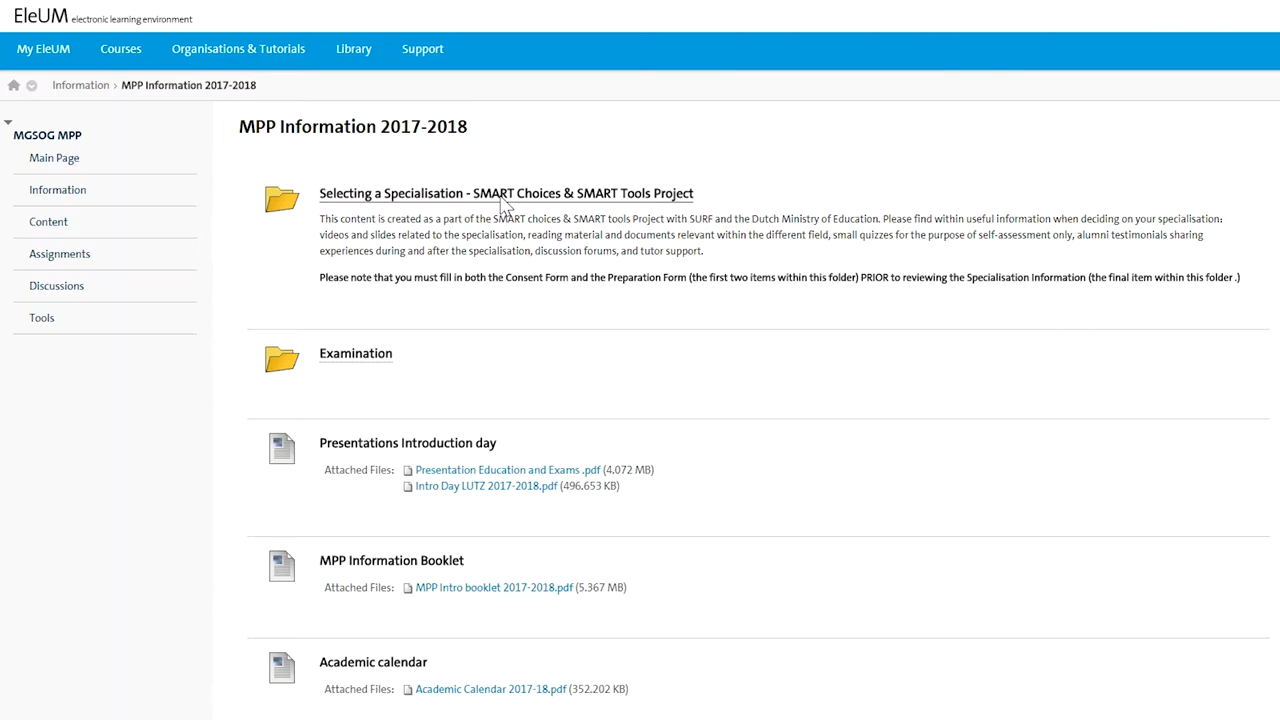 EleUM electronic learning environment
My EleUM Courses Organisations & Tutorials Library Support
Information › MPP Information 2017-2018
MGSOG MPP
Main Page
Information
Content
Assignments
Discussions
Tools
MPP Information 2017-2018
Selecting a Specialisation - SMART Choices & SMART Tools Project
This content is created as a part of the SMART choices & SMART tools Project with SURF and the Dutch Ministry of Education. Please find within useful information when deciding on your specialisation:
videos and slides related to the specialisation, reading material and documents relevant within the different field, small quizzes for the purpose of self-assessment only, alumni testimonials sharing
experiences during and after the specialisation, discussion forums, and tutor support.
Please note that you must fill in both the Consent Form and the Preparation Form (the first two items within this folder) PRIOR to reviewing the Specialisation Information (the final item within this folder .)
Examination
Presentations Introduction day
Attached Files: Presentation Education and Exams .pdf (4.072 MB)
Intro Day LUTZ 2017-2018.pdf (496.653 KB)
MPP Information Booklet
Attached Files: MPP Intro booklet 2017-2018.pdf (5.367 MB)
Academic calendar
Attached Files: Academic Calendar 2017-18.pdf (352.202 KB)